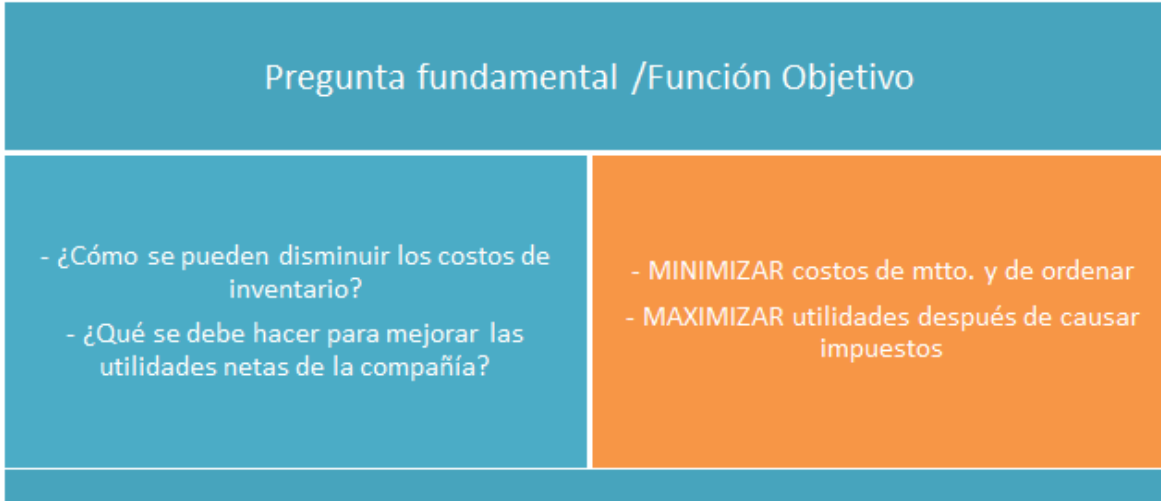 Pregunta fundamental /Función Objetivo
- ¿Cómo se pueden disminuir los costos de
inventario?
- ¿Qué se debe hacer para mejorar las
utilidades netas de la compañía?
- MINIMIZAR costos de mtto. y de ordenar
- MAXIMIZAR utilidades después de causar
impuestos